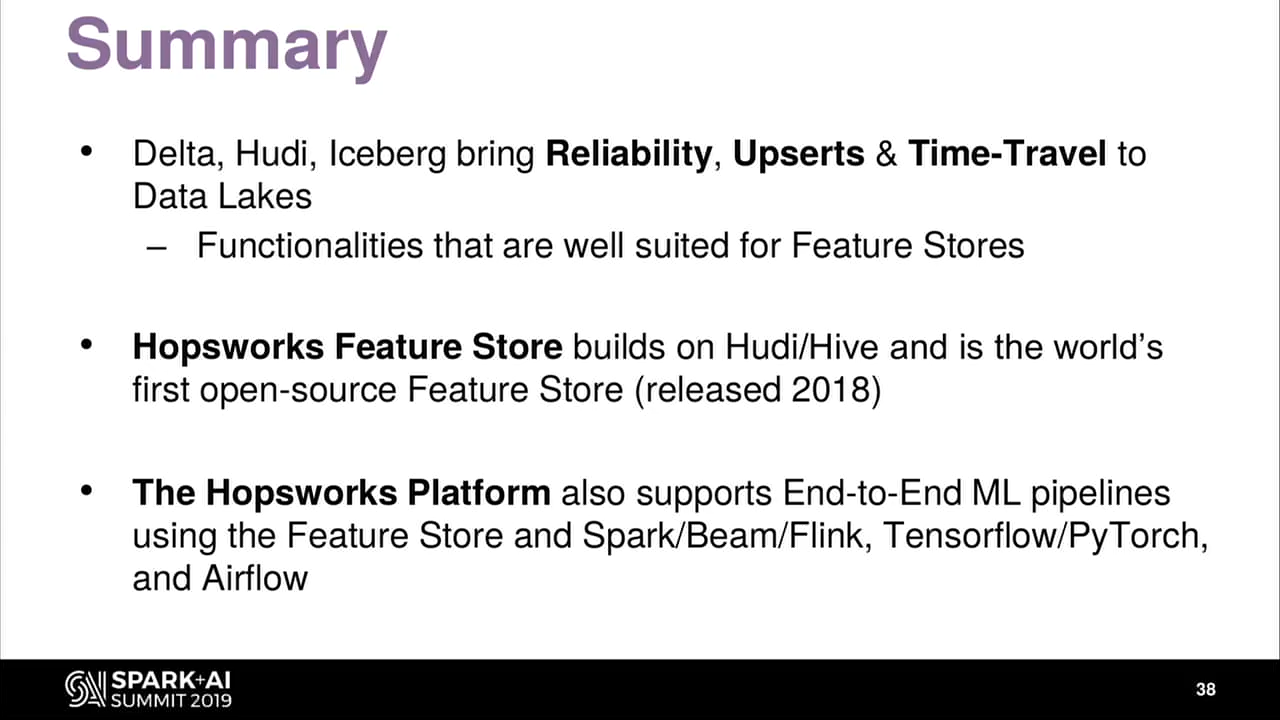 Summary
• Delta, Hudi, Iceberg bring Reliability, Upserts & Time-Travel to
Data Lakes
– Functionalities that are well suited for Feature Stores
• Hopsworks Feature Store builds on Hudi/Hive and is the world’s
first open-source Feature Store (released 2018)
• The Hopsworks Platform also supports End-to-End ML pipelines
using the Feature Store and Spark/Beam/Flink, Tensorflow/PyTorch,
and Airflow
SPARK+AI
SUMMIT 2019
38